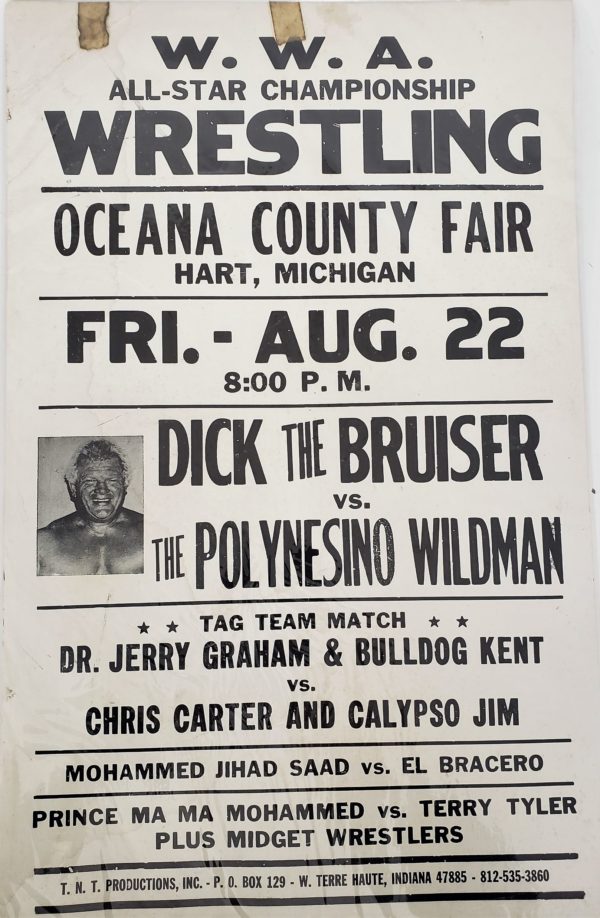 W. W. A.
ALL-STAR CHAMPIONSHIP
WRESTLING
OCEANA COUNTY FAIR
HART, MICHIGAN
FRI. - AUG. 22
8:00 P. M.
DICK THE BRUISER
VS.
THE POLYNESINO WILDMAN
★ ★ TAG TEAM MATCH ★ ★
DR. JERRY GRAHAM & BULLDOG KENT
VS.
CHRIS CARTER AND CALYPSO JIM
MOHAMMED JIHAD SAAD VS. EL BRACERO
PRINCE MA MA MOHAMMED VS. TERRY TYLER
PLUS MIDGET WRESTLERS
T. N. T. PRODUCTIONS, INC. - P. O. BOX 129 - W. TERRE HAUTE, INDIANA 47885 - 812-535-3860